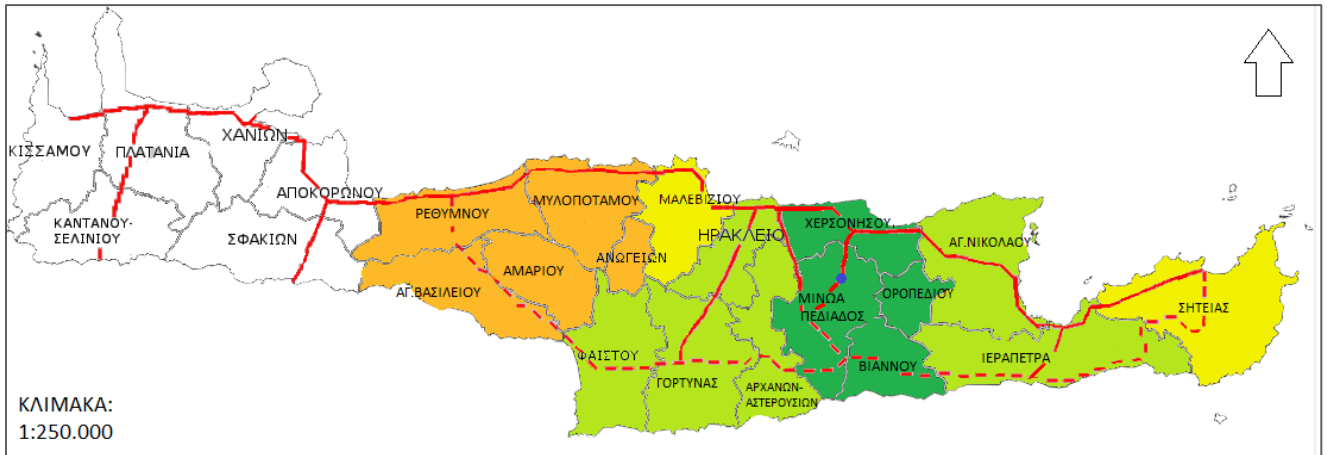 ΚΙΣΣΑΜΟΥ
ΠΛΑΤΑΝΙΑ
ΧΑΝΙΩΝ
ΑΠΟΚΟΡΩΝΟΥ
ΚΑΝΤΑΝΟΥ-
ΣΕΛΙΝΙΟΥ
ΣΦΑΚΙΩΝ
ΡΕΘΥΜΝΟΥ
ΜΥΛΟΠΟΤΑΜΟΥ
ΜΑΛΕΒΙΖΙΟΥ
ΑΜΑΡΙΟΥ
ΑΝΩΓΕΙΩΝ
ΑΓ.ΒΑΣΙΛΕΙΟΥ
ΗΡΑΚΛΕΙΟ
ΧΕΡΣΟΝΗΣΟΥ
ΑΓ.ΝΙΚΟΛΑΟΥ
ΜΙΝΩΑ
ΠΕΔΙΑΔΟΣ
ΟΡΟΠΕΔΙΟΥ
ΣΗΤΕΙΑΣ
ΦΑΙΣΤΟΥ
ΓΟΡΤΥΝΑΣ
ΑΡΧΑΝΩΝ-
ΑΣΤΕΡΟΥΣΙΩΝ
ΒΙΑΝΝΟΥ
ΙΕΡΑΠΕΤΡΑ
ΚΛΙΜΑΚΑ:
1:250.000